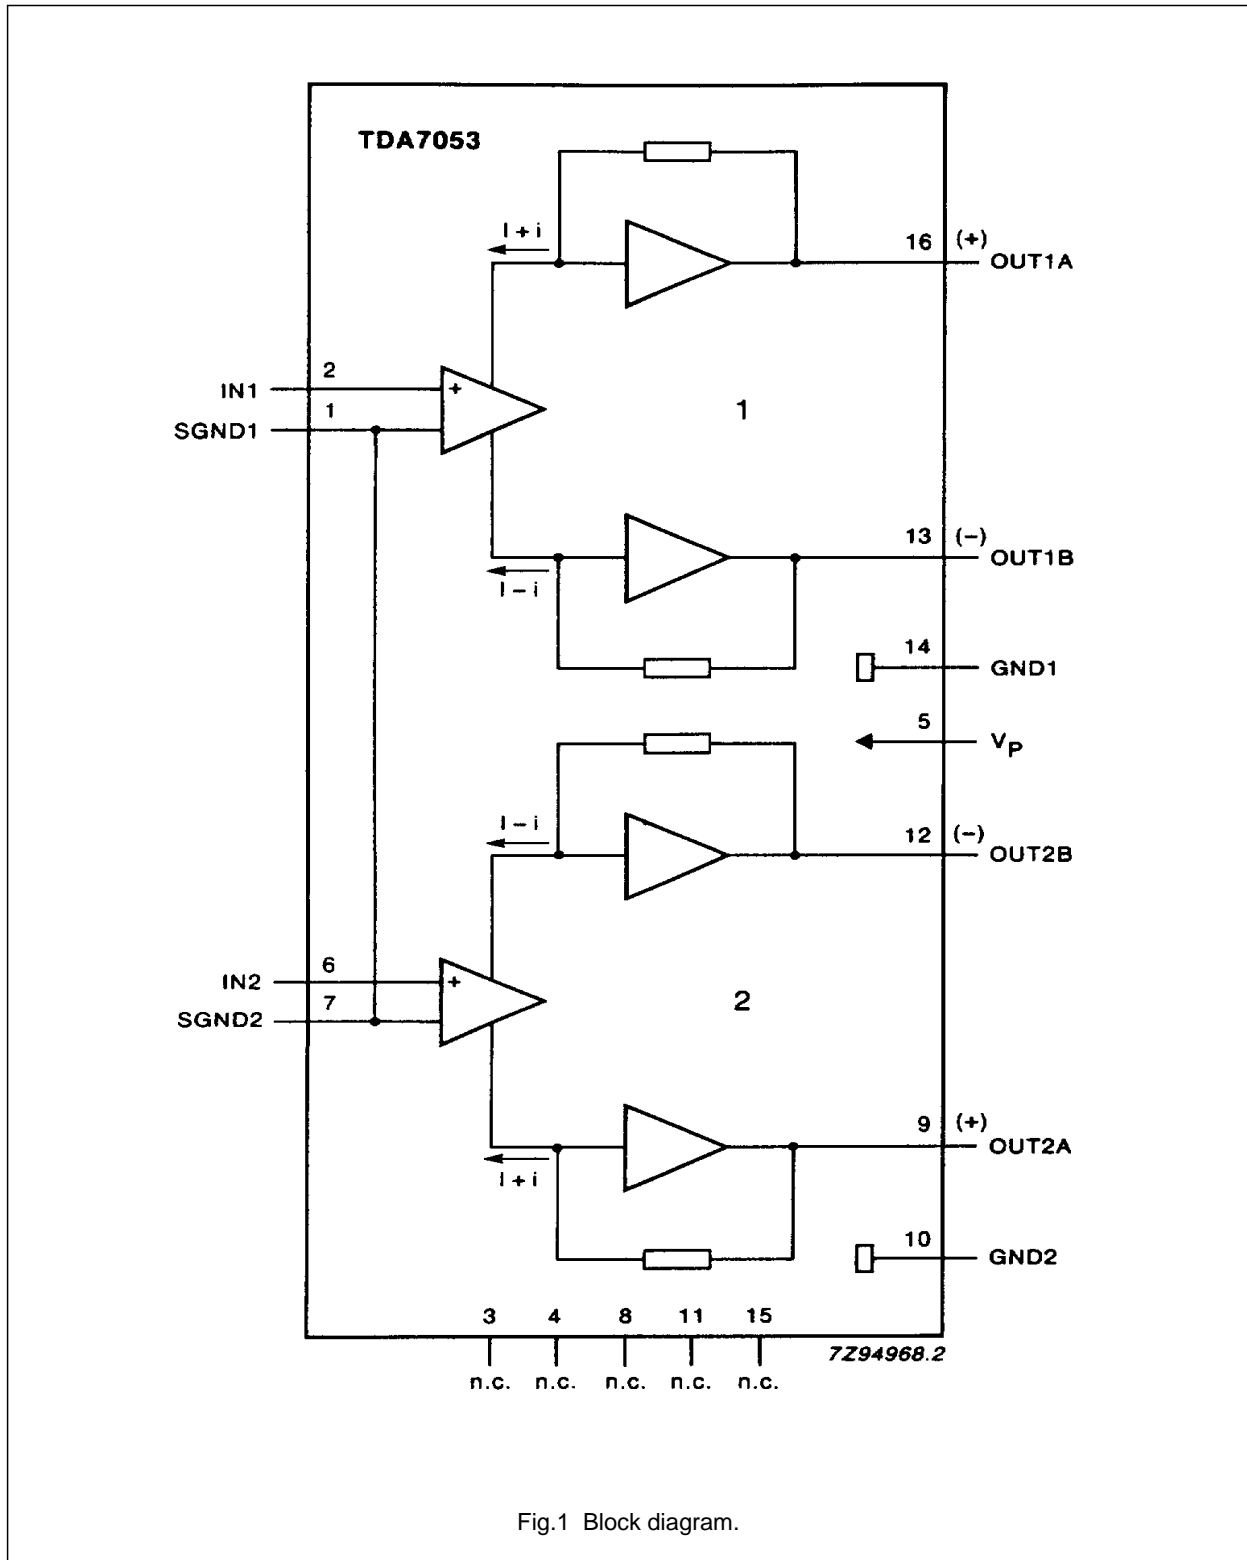 TDA7053
I + i
16 (+)
OUT1A
2
IN1
1
SGND1
1
13 (–)
OUT1B
I – i
14
GND1
5
VP
I – i
12 (–)
OUT2B
6
IN2
7
SGND2
2
9 (+)
OUT2A
I + i
10
GND2
3 4 8 11 15
7Z94968.2
n.c. n.c. n.c. n.c. n.c.
Fig.1 Block diagram.